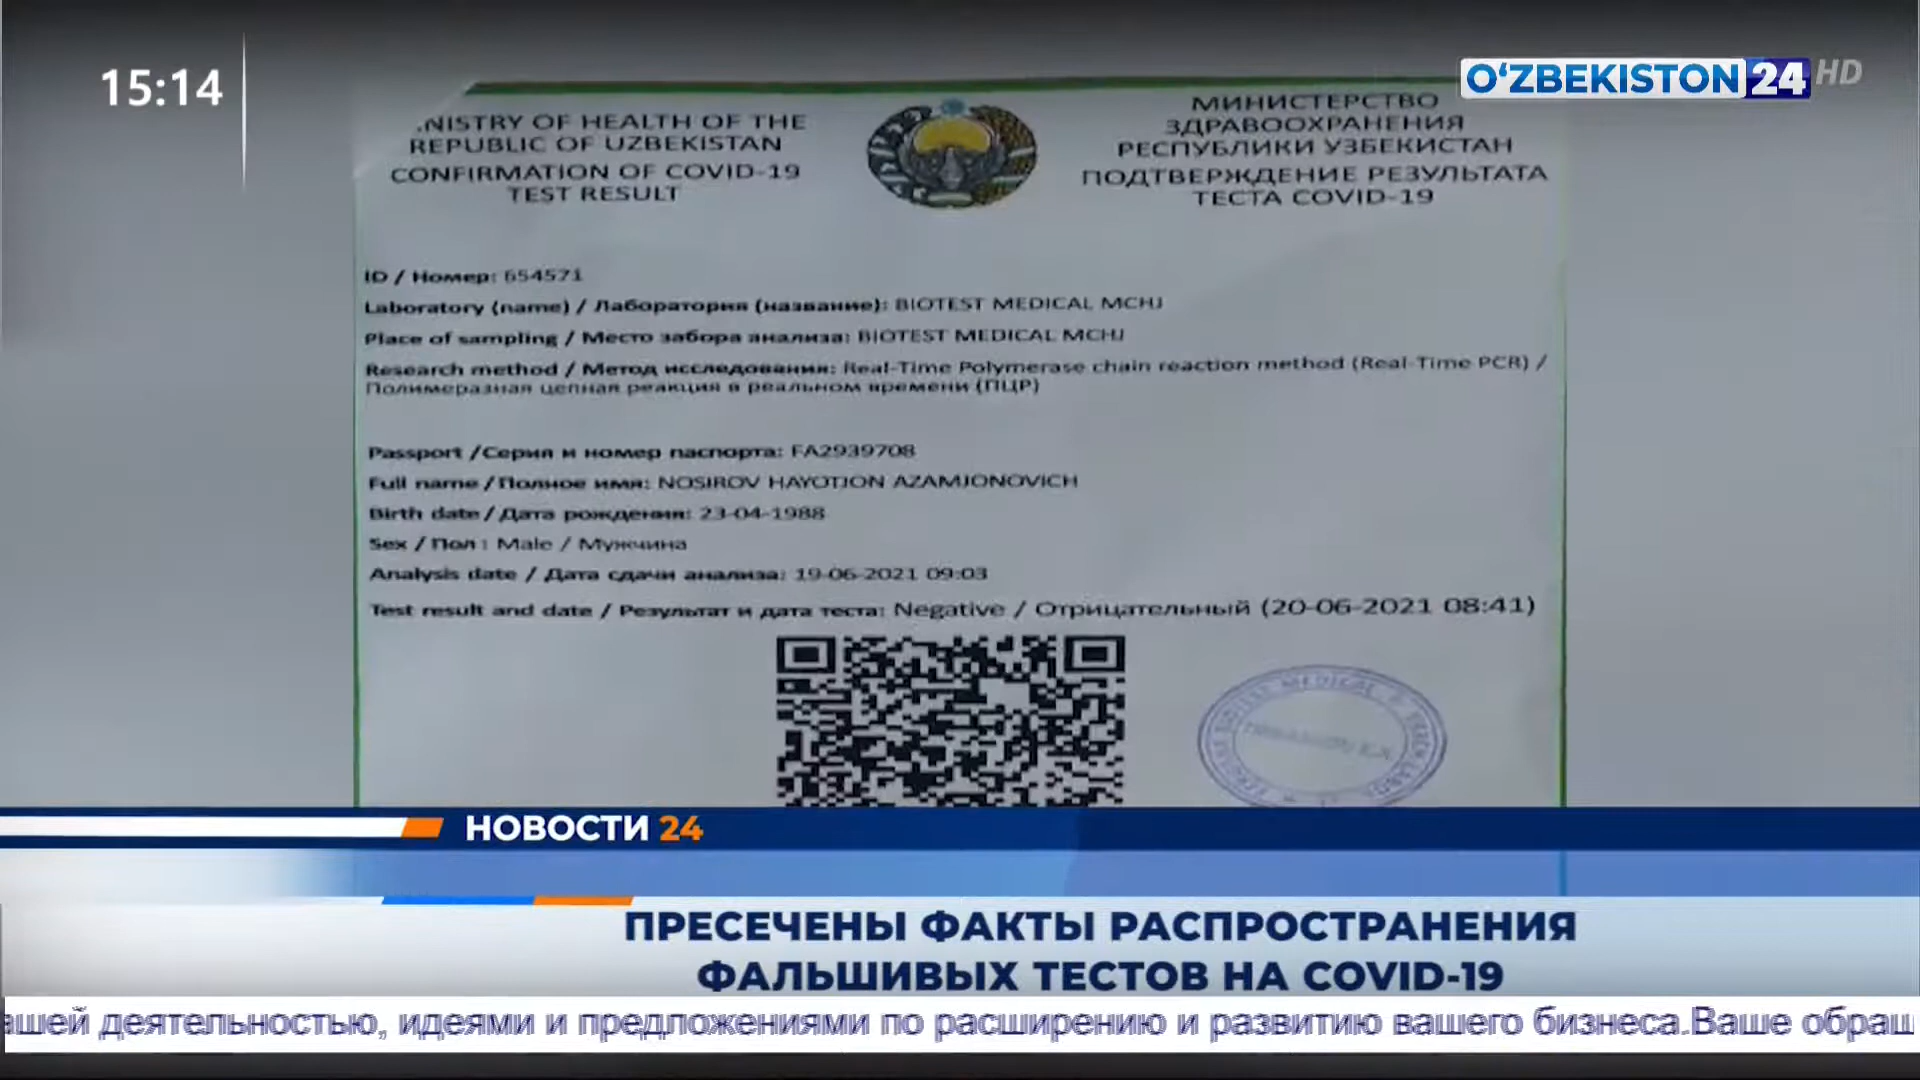 15:14
O‘ZBEKISTON 24 HD
NISTRY OF HEALTH OF THE
REPUBLIC OF UZBEKISTAN
CONFIRMATION OF COVID-19
TEST RESULT
МИНИСТЕРСТВО
ЗДРАВООХРАНЕНИЯ
РЕСПУБЛИКИ УЗБЕКИСТАН
ПОДТВЕРЖДЕНИЕ РЕЗУЛЬТАТА
ТЕСТА COVID-19
ID / Номер: 654571
Laboratory (name) / Лаборатория (название): BIOTEST MEDICAL MCHJ
Place of sampling / Место забора анализа: BIOTEST MEDICAL MCHJ
Research method / Метод исследования: Real-Time Polymerase chain reaction method (Real-Time PCR) /
Полимеразная цепная реакция в реальном времени (ПЦР)
Passport /Серия и номер паспорта: FA2939708
Full name / Полное имя: NOSIROV HAYOTJON AZAMJONOVICH
Birth date / Дата рождения: 23-04-1988
Sex / Пол : Male / Мужчина
Analysis date / Дата сдачи анализа: 19-06-2021 09:03
Test result and date / Результат и дата теста: Negative / Отрицательный (20-06-2021 08:41)
MEDICAL
НОВОСТИ 24
ПРЕСЕЧЕНЫ ФАКТЫ РАСПРОСТРАНЕНИЯ
ФАЛЬШИВЫХ ТЕСТОВ НА COVID-19
ашей деятельностью, идеями и предложениями по расширению и развитию вашего бизнеса.Ваше обращ